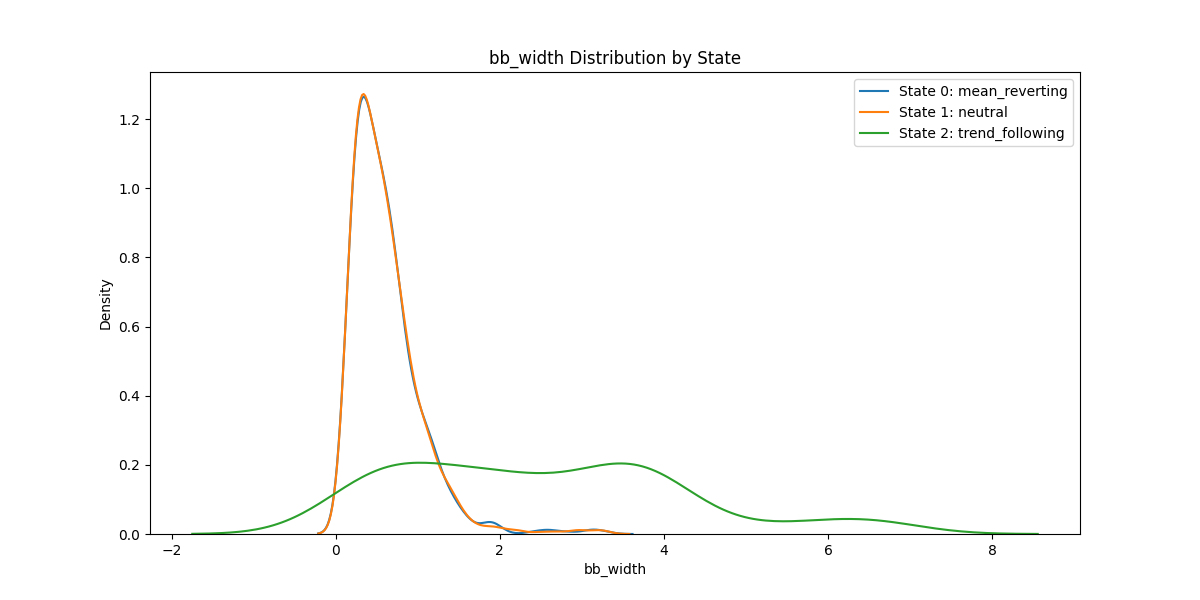 bb_width Distribution by State
State 0: mean_reverting
State 1: neutral
State 2: trend_following
Density
1.2
1.0
0.8
0.6
0.4
0.2
0.0
−2
0
2
4
6
8
bb_width